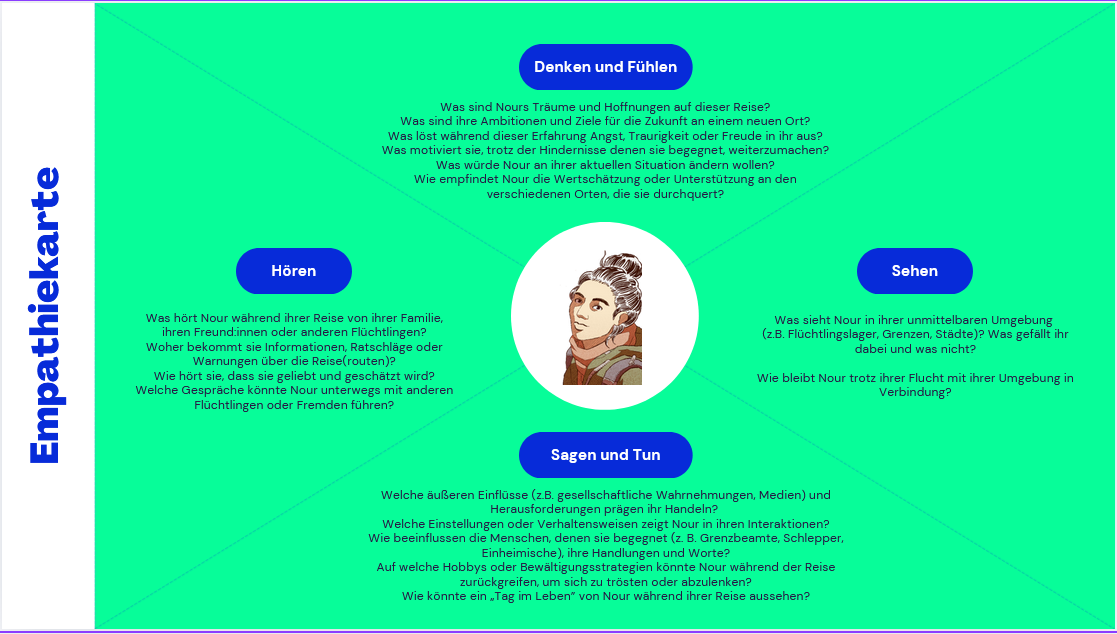 Empathiekarte
Denken und Fühlen
Was sind Nours Träume und Hoffnungen auf dieser Reise?
Was sind ihre Ambitionen und Ziele für die Zukunft an einem neuen Ort?
Was löst während dieser Erfahrung Angst, Traurigkeit oder Freude in ihr aus?
Was motiviert sie, trotz der Hindernisse denen sie begegnet, weiterzumachen?
Was würde Nour an ihrer aktuellen Situation ändern wollen?
Wie empfindet Nour die Wertschätzung oder Unterstützung an den
verschiedenen Orten, die sie durchquert?
Hören
Was hört Nour während ihrer Reise von ihrer Familie,
ihren Freund:innen oder anderen Flüchtlingen?
Woher bekommt sie Informationen, Ratschläge oder
Warnungen über die Reise(routen)?
Wie hört sie, dass sie geliebt und geschätzt wird?
Welche Gespräche könnte Nour unterwegs mit anderen
Flüchtlingen oder Fremden führen?
Sehen
Was sieht Nour in ihrer unmittelbaren Umgebung
(z.B. Flüchtlingslager, Grenzen, Städte)? Was gefällt ihr
dabei und was nicht?
Wie bleibt Nour trotz ihrer Flucht mit ihrer Umgebung in
Verbindung?
Sagen und Tun
Welche äußeren Einflüsse (z.B. gesellschaftliche Wahrnehmungen, Medien) und
Herausforderungen prägen ihr Handeln?
Welche Einstellungen oder Verhaltensweisen zeigt Nour in ihren Interaktionen?
Wie beeinflussen die Menschen, denen sie begegnet (z. B. Grenzbeamte, Schlepper,
Einheimische), ihre Handlungen und Worte?
Auf welche Hobbys oder Bewältigungsstrategien könnte Nour während der Reise
zurückgreifen, um sich zu trösten oder abzulenken?
Wie könnte ein „Tag im Leben" von Nour während ihrer Reise aussehen?